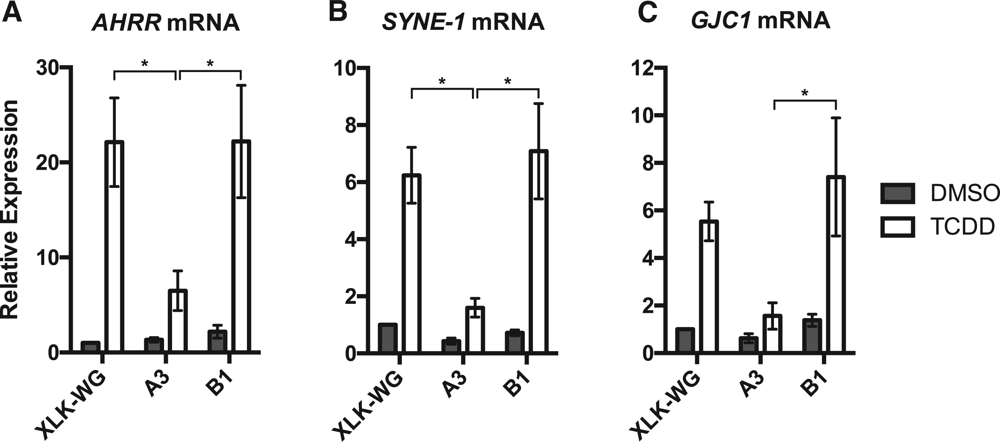 A
AHRR mRNA
Relative Expression
30
20
10
0
* *
XLK-WG
A3
B1
B
SYNE-1 mRNA
10
8
6
4
2
0
* *
XLK-WG
A3
B1
C
GJC1 mRNA
12
10
8
6
4
2
0
*
XLK-WG
A3
B1
DMSO
TCDD